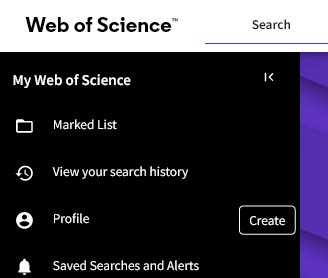 Web of Science™
Search
My Web of Science
Marked List
View your search history
Profile
Create
Saved Searches and Alerts